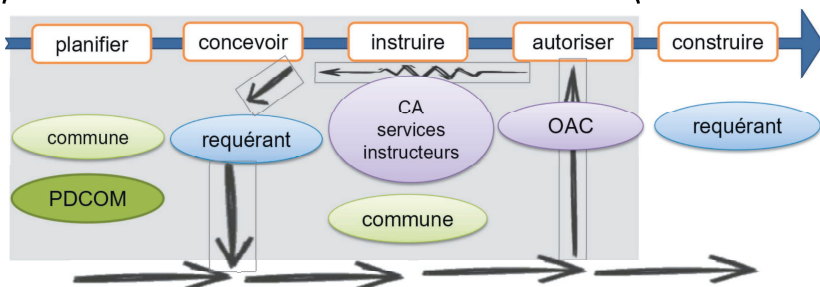 planifier
concevoir
instruire
autoriser
construire
commune
PDCOM
requérant
CA
services
instructeurs
commune
OAC
requérant